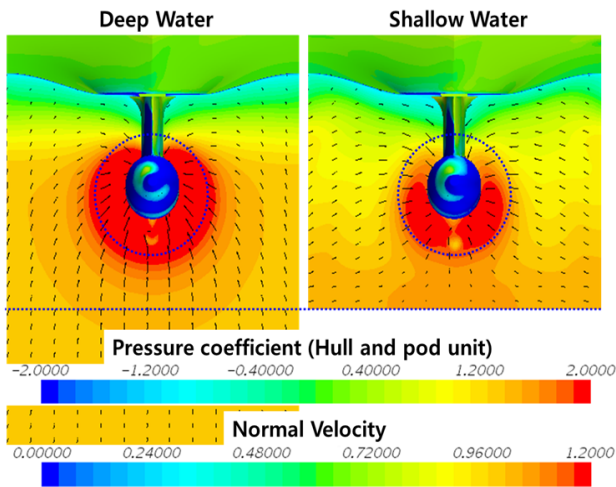 Deep Water Shallow Water
Pressure coefficient (Hull and pod unit)
-2.0000 -1.2000 -0.40000 0.40000 1.2000 2.0000
Normal Velocity
0.00000 0.24000 0.48000 0.72000 0.96000 1.2000